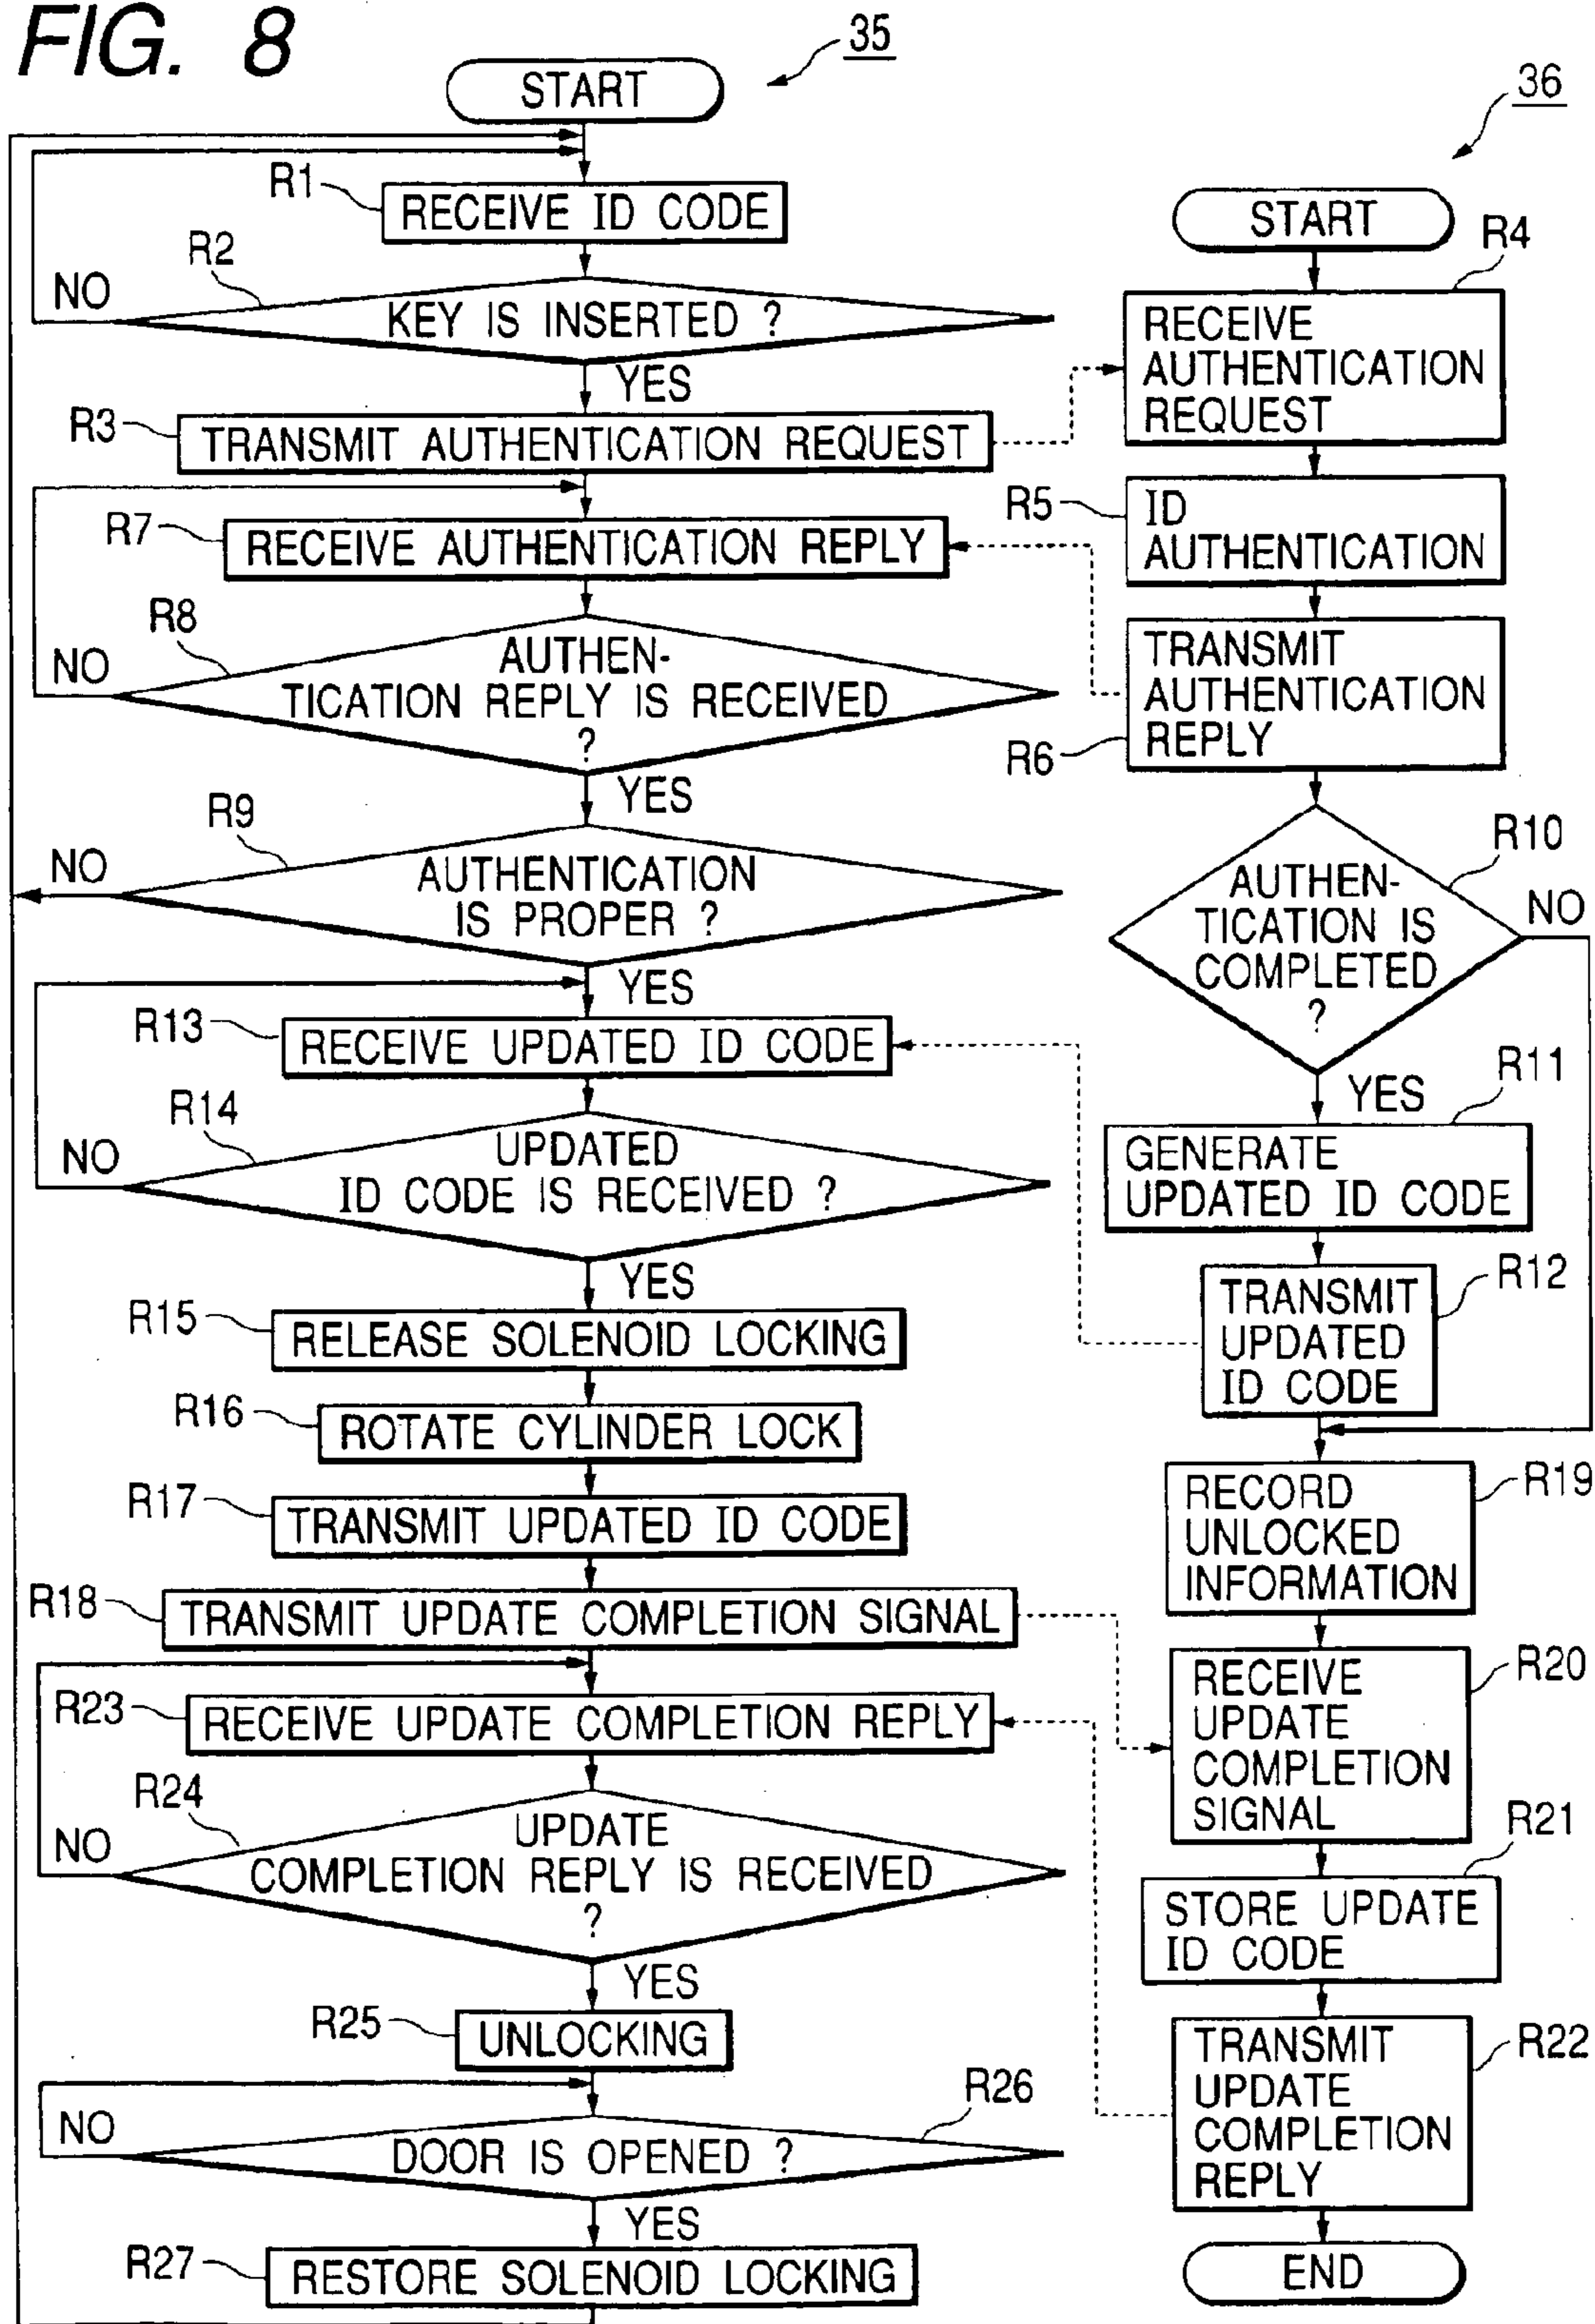 FIG. 8
35
START
R1
RECEIVE ID CODE
R2
NO
KEY IS INSERTED ?
YES
R3
TRANSMIT AUTHENTICATION REQUEST
R7
RECEIVE AUTHENTICATION REPLY
R8
NO
AUTHEN-
TICATION REPLY IS RECEIVED
?
YES
R9
NO
AUTHENTICATION
IS PROPER ?
YES
R13
RECEIVE UPDATED ID CODE
R14
NO
UPDATED
ID CODE IS RECEIVED ?
YES
R15
RELEASE SOLENOID LOCKING
R16
ROTATE CYLINDER LOCK
R17
TRANSMIT UPDATED ID CODE
R18
TRANSMIT UPDATE COMPLETION SIGNAL
R23
RECEIVE UPDATE COMPLETION REPLY
R24
NO
UPDATE
COMPLETION REPLY IS RECEIVED
?
YES
R25
UNLOCKING
R26
NO
DOOR IS OPENED ?
YES
R27
RESTORE SOLENOID LOCKING
36
START
R4
RECEIVE
AUTHENTICATION
REQUEST
R5
ID
AUTHENTICATION
TRANSMIT
AUTHENTICATION
REPLY
R6
R10
AUTHEN-
TICATION IS
COMPLETED
?
NO
YES
R11
GENERATE
UPDATED ID CODE
R12
TRANSMIT
UPDATED
ID CODE
R19
RECORD
UNLOCKED
INFORMATION
R20
RECEIVE
UPDATE
COMPLETION
SIGNAL
R21
STORE UPDATE
ID CODE
R22
TRANSMIT
UPDATE
COMPLETION
REPLY
END